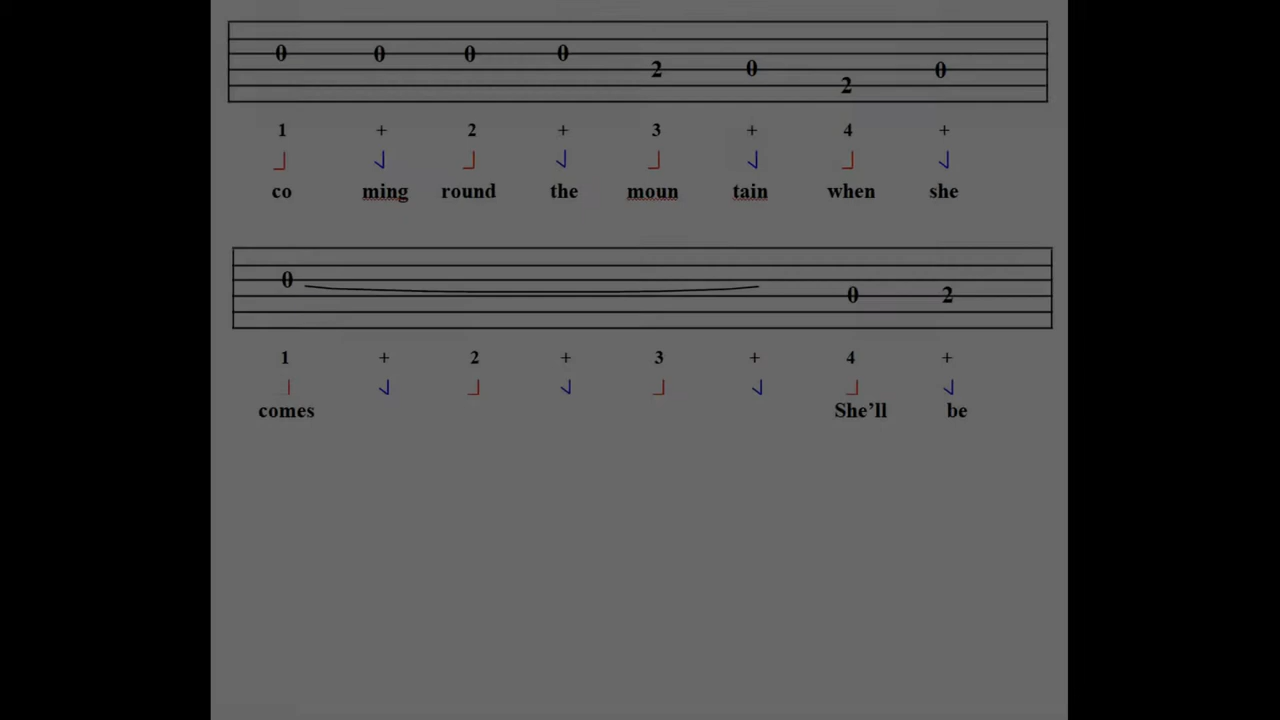 0 0 0 0 2 0 2 0
1 + 2 + 3 + 4 +
co ming round the moun tain when she
0 0 2
1 + 2 + 3 + 4 +
comes She’ll be